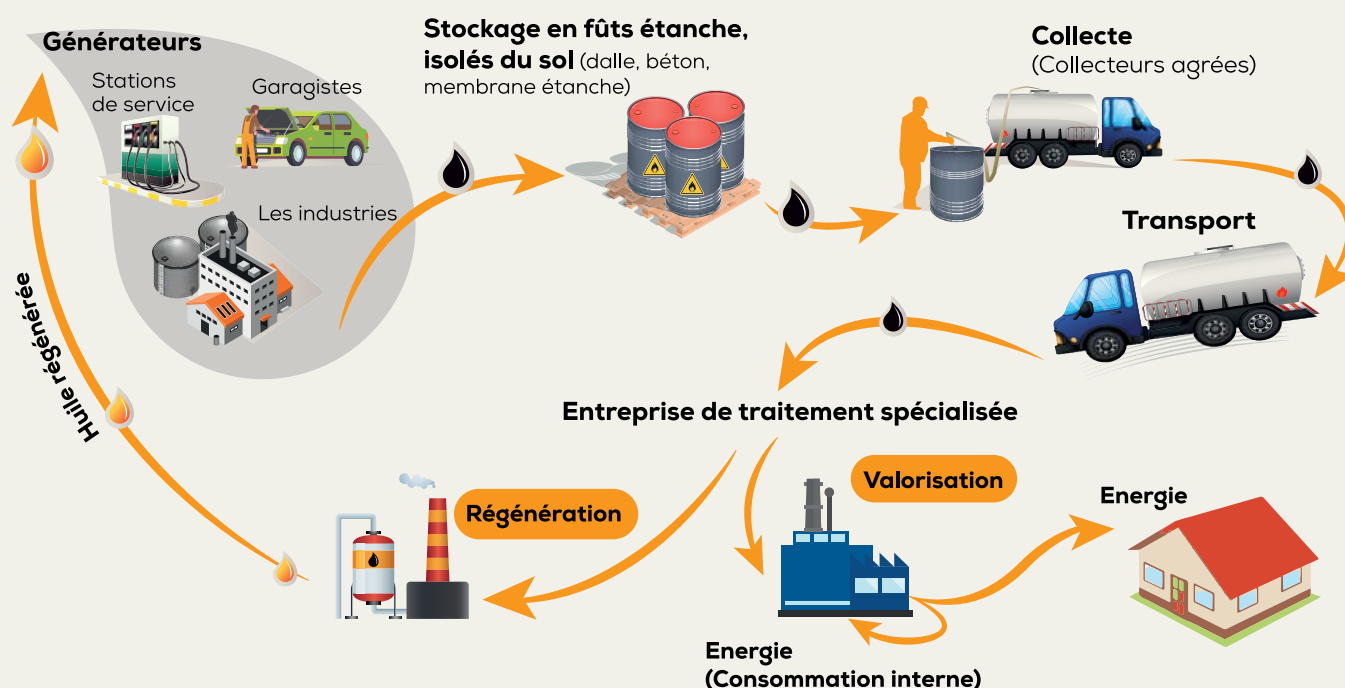 Générateurs
Stations
de service
Garagistes
Les industries
Stockage en fûts étanche,
isolés du sol (dalle, béton,
membrane étanche)
Collecte
(Collecteurs agrées)
Transport
Entreprise de traitement spécialisée
Valorisation
Régénération
Energie
Energie
(Consommation interne)
Huile régénérée